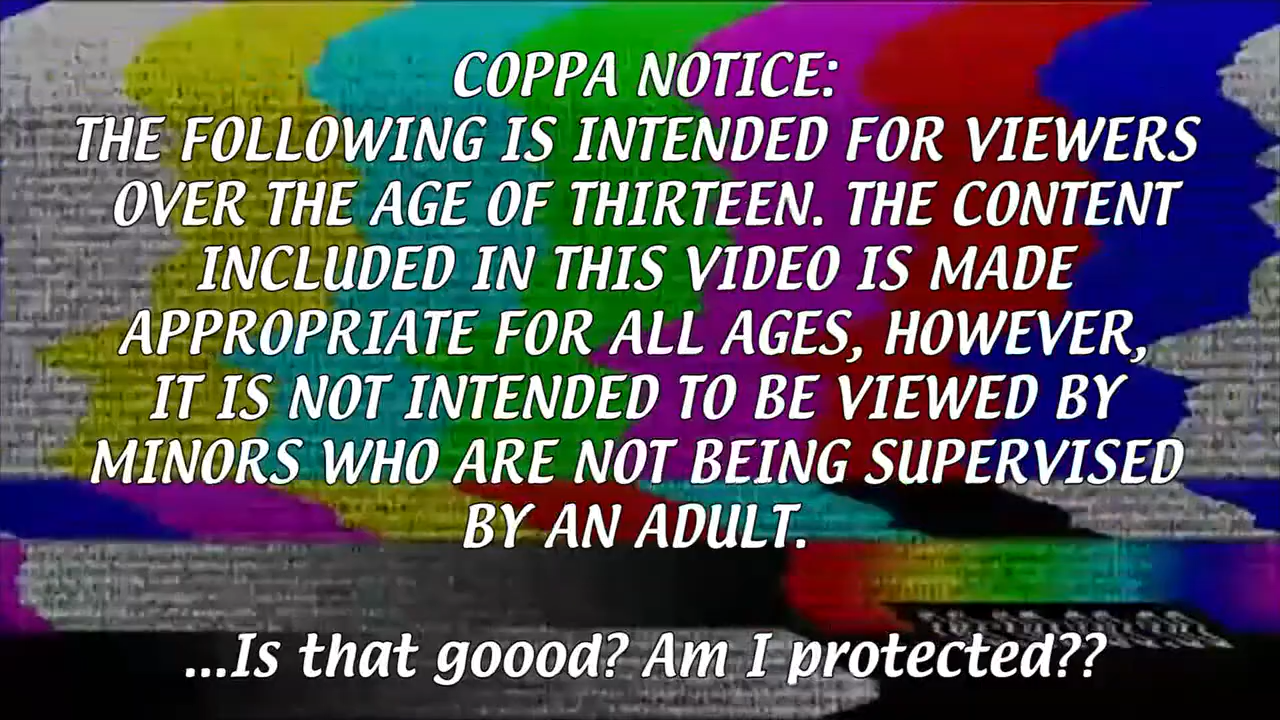 COPPA NOTICE:
THE FOLLOWING IS INTENDED FOR VIEWERS
OVER THE AGE OF THIRTEEN. THE CONTENT
INCLUDED IN THIS VIDEO IS MADE
APPROPRIATE FOR ALL AGES, HOWEVER,
IT IS NOT INTENDED TO BE VIEWED BY
MINORS WHO ARE NOT BEING SUPERVISED
BY AN ADULT.
...Is that goood? Am I protected??